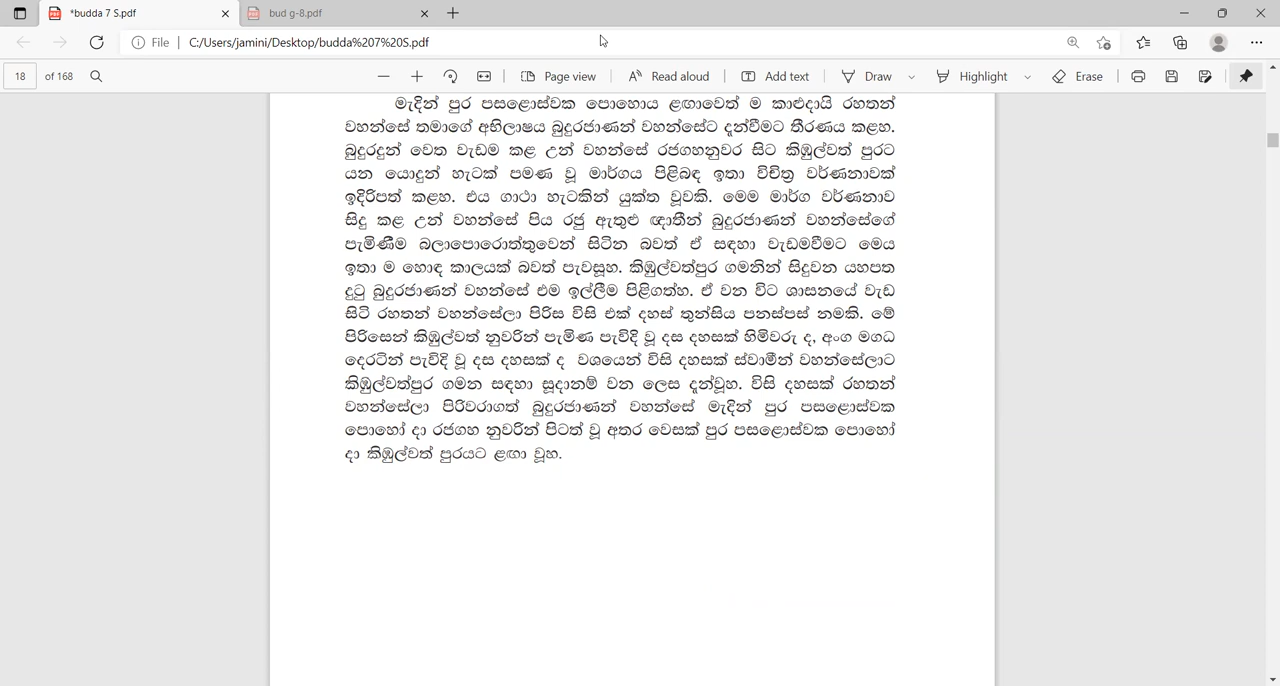 *budda 7 S.pdf
bud g-8.pdf
File
C:/Users/jamini/Desktop/budda%207%20S.pdf
18 of 168
Page view
Read aloud
Add text
Draw
Highlight
Erase
මැදින් පුර පසළොස්වක පොහොය ළඟාවෙත් ම කාළුදායි රහතන්
වහන්සේ තමාගේ අභිලාෂය බුදුරජාණන් වහන්සේට දැන්වීමට තීරණය කළහ.
බුදුරදුන් වෙත වැඩම කළ උන් වහන්සේ රජගහනුවර සිට කිඹුල්වත් පුරට
යන යොදුන් හැටක් පමණ වූ මාර්ගය පිළිබඳ ඉතා විචිත්‍ර වර්ණනාවක්
ඉදිරිපත් කළහ. එය ගාථා හැටකින් යුක්ත වූවකි. මෙම මාර්ග වර්ණනාව
සිදු කළ උන් වහන්සේ පිය රජු ඇතුළු ඥාතීන් බුදුරජාණන් වහන්සේගේ
පැමිණීම බලාපොරොත්තුවෙන් සිටින බවත් ඒ සඳහා වැඩමවීමට මෙය
ඉතා ම හොඳ කාලයක් බවත් පැවසූහ. කිඹුල්වත්පුර ගමනින් සිදුවන යහපත
දුටු බුදුරජාණන් වහන්සේ එම ඉල්ලීම පිළිගත්හ. ඒ වන විට ශාසනයේ වැඩ
සිටි රහතන් වහන්සේලා පිරිස විසි එක් දහස් තුන්සිය පනස්පස් නමකි. මේ
පිරිසෙන් කිඹුල්වත් නුවරින් පැමිණ පැවිදි වූ දස දහසක් හිමිවරු ද, අංග මගධ
දෙරටින් පැවිදි වූ දස දහසක් ද වශයෙන් විසි දහසක් ස්වාමීන් වහන්සේලාට
කිඹුල්වත්පුර ගමන සඳහා සූදානම් වන ලෙස දැන්වූහ. විසි දහසක් රහතන්
වහන්සේලා පිරිවරාගත් බුදුරජාණන් වහන්සේ මැදින් පුර පසළොස්වක
පොහෝ දා රජගහ නුවරින් පිටත් වූ අතර වෙසක් පුර පසළොස්වක පොහෝ
දා කිඹුල්වත් පුරයට ළඟා වූහ.